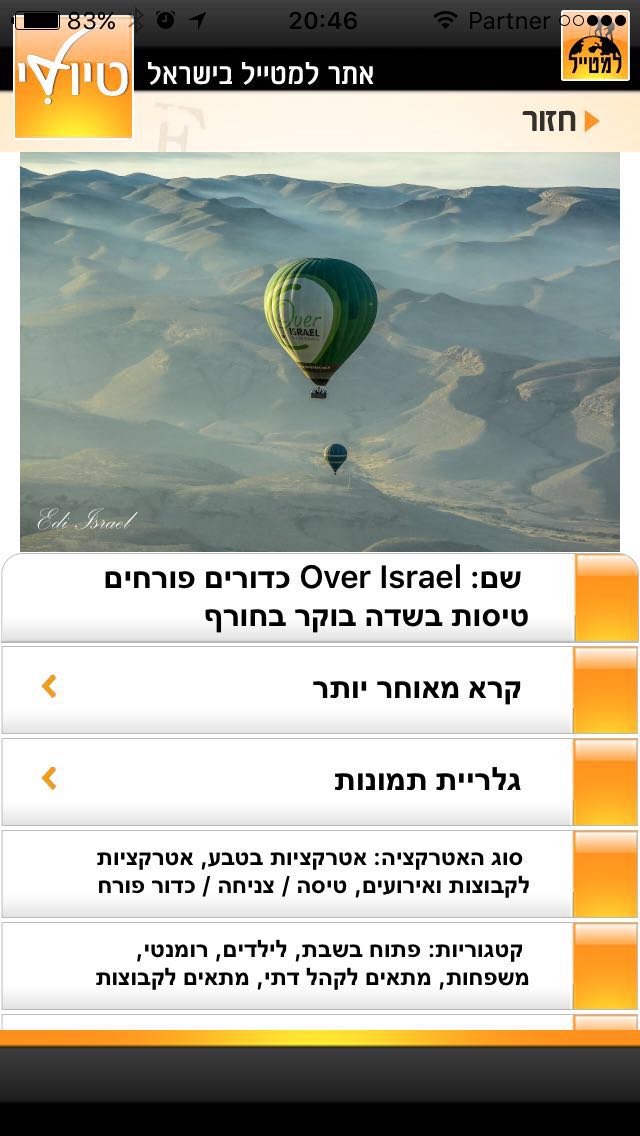 83%
20:46
Partner
טיולי
אתר למטייל בישראל
למטייל
חזור
Over
ISRAEL
Edi Israel
שם: Over Israel כדורים פורחים
טיסות בשדה בוקר בחורף
קרא מאוחר יותר
גלריית תמונות
סוג האטרקציה: אטרקציות בטבע, אטרקציות
לקבוצות ואירועים, טיסה / צניחה / כדור פורח
קטגוריות: פתוח בשבת, לילדים, רומנטי,
משפחות, מתאים לקהל דתי, מתאים לקבוצות